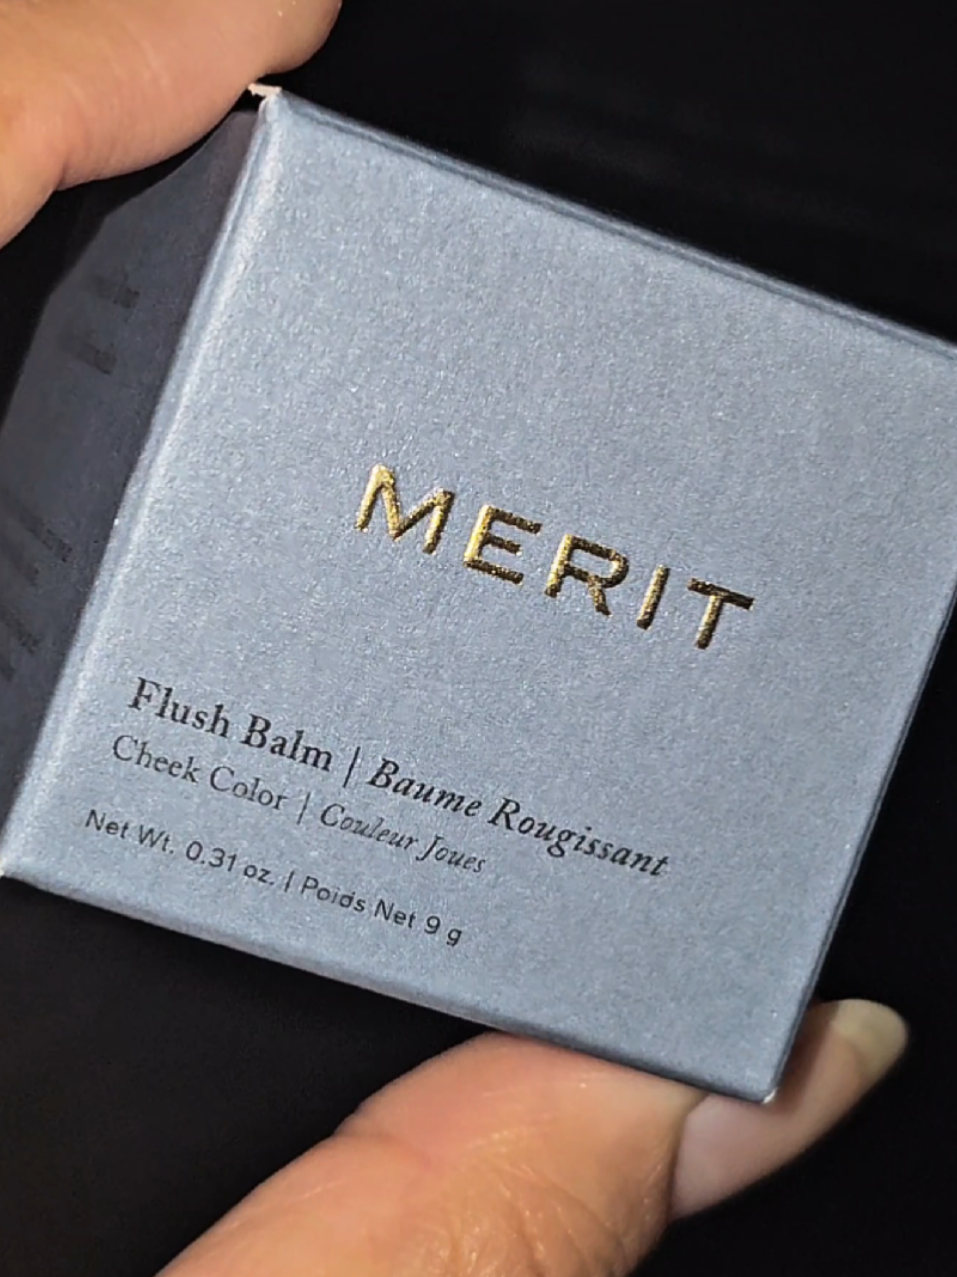 MERIT
Flush Balm | Baume Rougissant
Cheek Color | Couleur Joues
Net Wt. 0.31 oz. | Poids Net 9 g